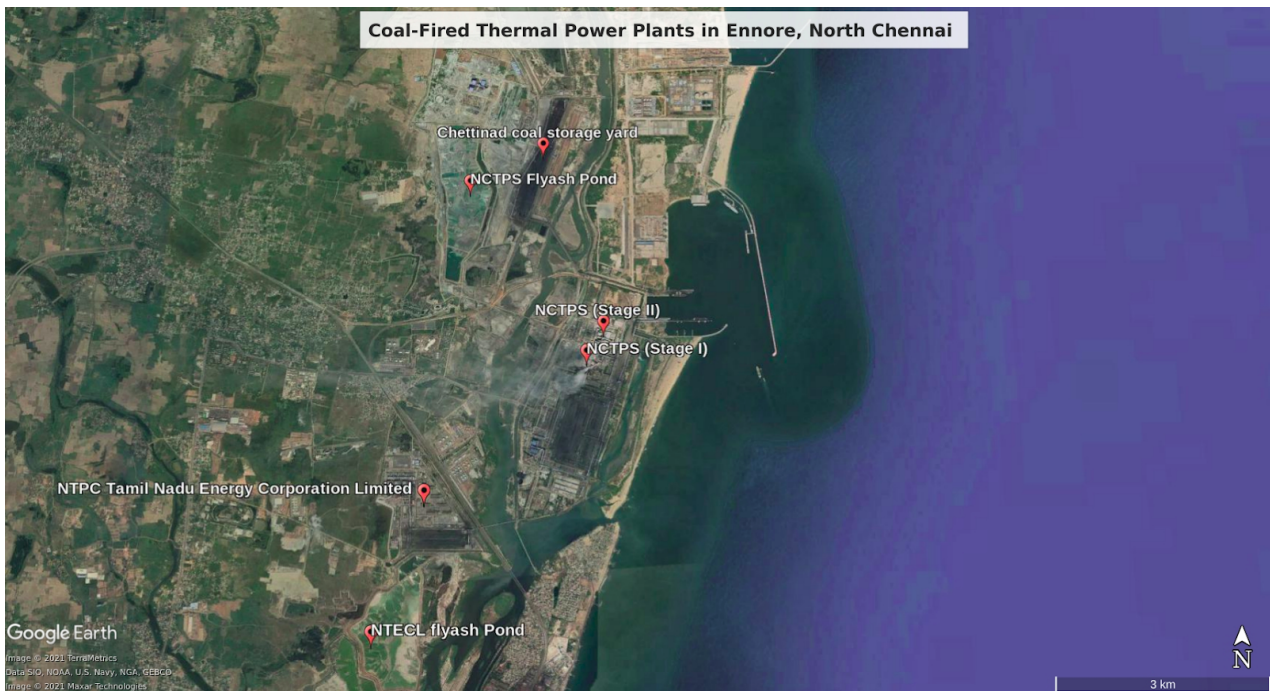 Coal-Fired Thermal Power Plants in Ennore, North Chennai
Chettinad coal storage yard
NCTPS Flyash Pond
NCTPS (Stage II)
NCTPS (Stage I)
NTPC Tamil Nadu Energy Corporation Limited
NTECL flyash Pond
Google Earth
Image © 2021 TerraMetrics
Data SIO, NOAA, U.S. Navy, NGA, GEBCO
Image © 2021 Maxar Technologies
N
3 km